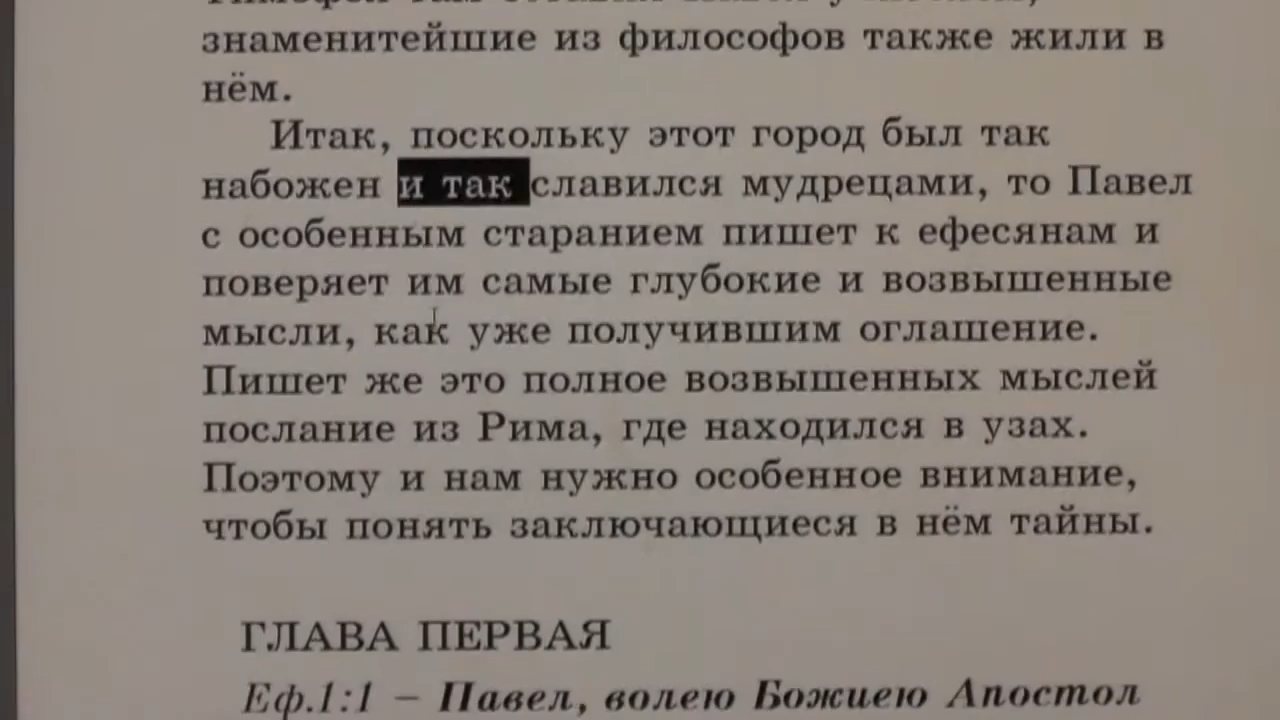 знаменитейшие из философов также жили в
нём.
Итак, поскольку этот город был так
набожен и так славился мудрецами, то Павел
с особенным старанием пишет к ефесянам и
поверяет им самые глубокие и возвышенные
мысли, как уже получившим оглашение.
Пишет же это полное возвышенных мыслей
послание из Рима, где находился в узах.
Поэтому и нам нужно особенное внимание,
чтобы понять заключающиеся в нём тайны.
ГЛАВА ПЕРВАЯ
Еф.1:1 – Павел, волею Божиею Апостол